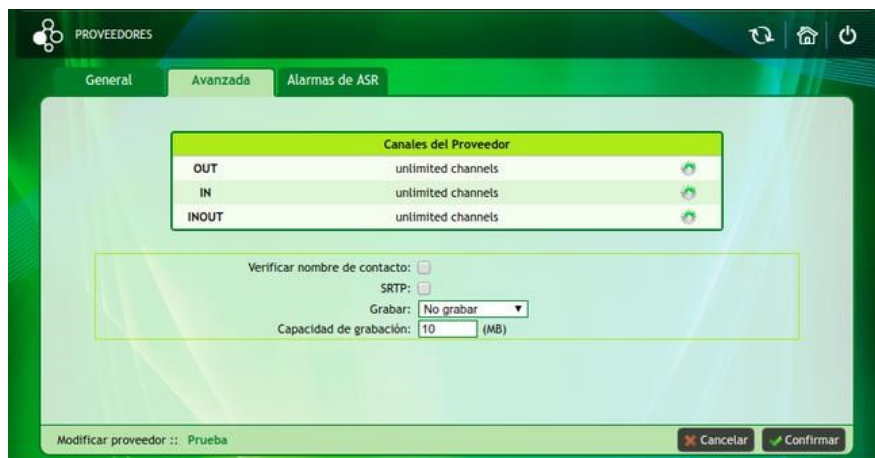 PROVEEDORES
General Avanzada Alarmas de ASR
Canales del Proveedor
OUT unlimited channels
IN unlimited channels
INOUT unlimited channels
Verificar nombre de contacto:
SRTP:
Grabar: No grabar
Capacidad de grabación: 10 (MB)
Modificar proveedor :: Prueba Cancelar Confirmar